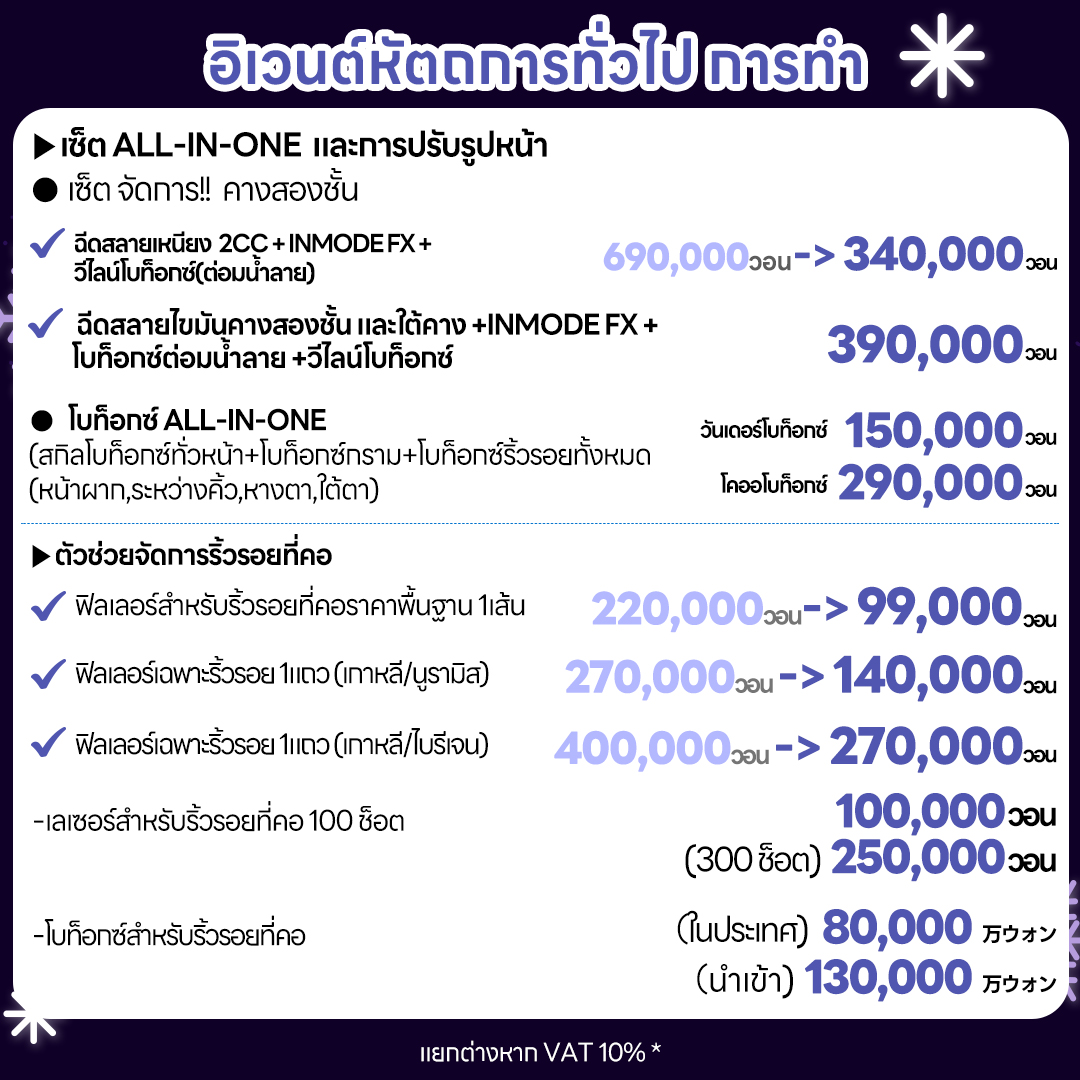 อิเวนต์หัตถการทั่วไป การทำ
▶เซ็ต ALL-IN-ONE และการปรับรูปหน้า
● เซ็ต จัดการ!! คางสองชั้น
✓ ฉีดสลายเหนียง 2CC + INMODE FX +
วีไลน์โบท็อกซ์(ต่อมน้ำลาย)
690,000วอน -> 340,000วอน
✓ ฉีดสลายไขมันคางสองชั้น และใต้คาง +INMODE FX +
โบท็อกซ์ต่อมน้ำลาย +วีไลน์โบท็อกซ์
390,000วอน
● โบท็อกซ์ ALL-IN-ONE
(สกิลโบท็อกซ์ทั่วหน้า+โบท็อกซ์กราม+โบท็อกซ์ริ้วรอยทั้งหมด
(หน้าผาก,ระหว่างคิ้ว,หางตา,ใต้ตา)
วันเดอร์โบท็อกซ์ 150,000วอน
โคออโบท็อกซ์ 290,000วอน
▶ตัวช่วยจัดการริ้วรอยที่คอ
✓ ฟิลเลอร์สำหรับริ้วรอยที่คอราคาพื้นฐาน 1เส้น 220,000วอน-> 99,000วอน
✓ ฟิลเลอร์เฉพาะริ้วรอย 1แถว (เกาหลี/นูรามิส) 270,000วอน -> 140,000วอน
✓ ฟิลเลอร์เฉพาะริ้วรอย 1แถว (เกาหลี/ไบรีเจน) 400,000วอน -> 270,000วอน
-เลเซอร์สำหรับริ้วรอยที่คอ 100 ช็อต 100,000วอน
(300 ช็อต) 250,000วอน
-โบท็อกซ์สำหรับริ้วรอยที่คอ (ในประเทศ) 80,000 万ウォン
(นำเข้า) 130,000 万ウォン
แยกต่างหาก VAT 10% *